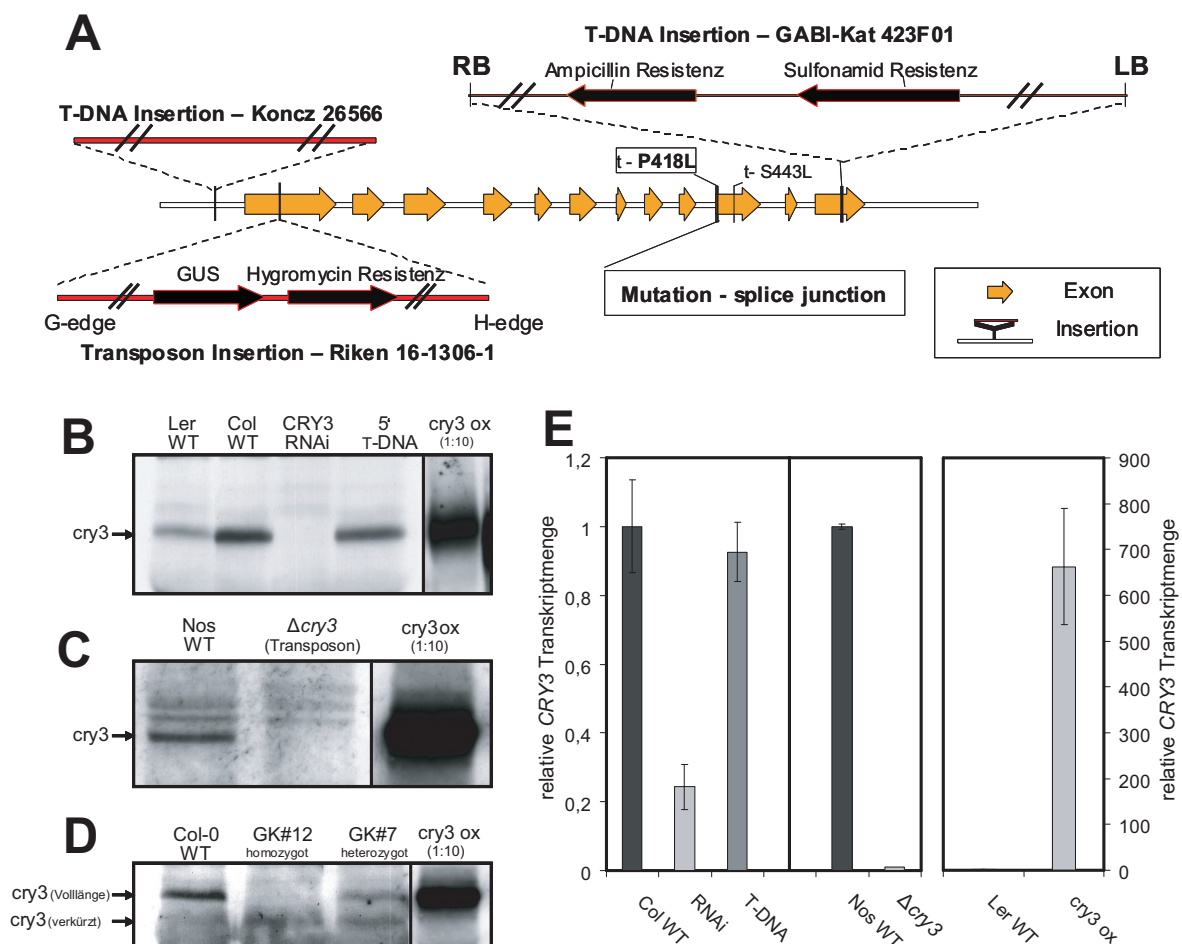 A
T-DNA Insertion – GABI-Kat 423F01
RB
Ampicillin Resistenz
Sulfonamid Resistenz
LB
T-DNA Insertion – Koncz 26566
t - P418L
t- S443L
GUS
Hygromycin Resistenz
G-edge
H-edge
Transposon Insertion – Riken 16-1306-1
Mutation - splice junction
Exon
Insertion
B
Ler
WT
Col
WT
CRY3
RNAi
5‘
T-DNA
cry3 ox
(1:10)
cry3
C
Nos
WT
Δcry3
(Transposon)
cry3ox
(1:10)
cry3
D
Col-0
WT
GK#12
homozygot
GK#7
heterozygot
cry3 ox
(1:10)
cry3 (Volllänge)
cry3 (verkürzt)
E
relative CRY3 Transkriptmenge
1,2
1
0,8
0,6
0,4
0,2
0
Col WT
RNAi
T-DNA
Nos WT
Δcry3
Ler WT
cry3 ox
900
800
700
600
500
400
300
200
100
0
relative CRY3 Transkriptmenge